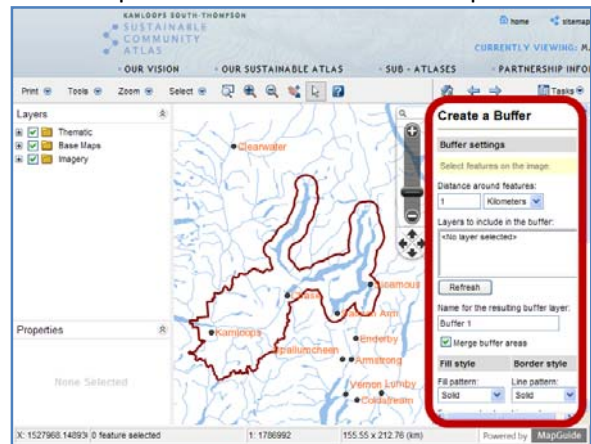 KAMLOOPS SOUTH-THOMPSON
SUSTAINABLE
COMMUNITY
ATLAS
home sitemap
CURRENTLY VIEWING: M
OUR VISION OUR SUSTAINABLE ATLAS SUB - ATLASES PARTNERSHIP INFO
Print Tools Zoom Select Tasks
Layers
Thematic
Base Maps
Imagery
Properties
None Selected
Clearwater
Chase
Sicamous
Salmon Arm
Kamloops
Enderby
Spallumcheen
Armstrong
Vernon Lumby
Coldstream
Create a Buffer
Buffer settings
Select features on the image.
Distance around features:
1 Kilometers
Layers to include in the buffer:
<No layer selected>
Refresh
Name for the resulting buffer layer:
Buffer 1
Merge buffer areas
Fill style Border style
Fill pattern: Line pattern:
Solid Solid
0 feature selected 1: 1786992 155.55 x 212.76 (km) Powered by MapGuide